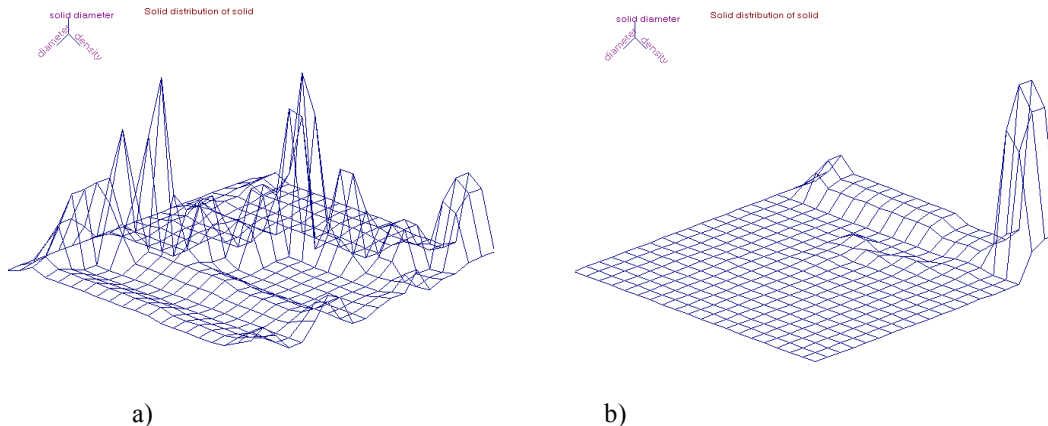 solid diameter
Solid distribution of solid
diameter
density
solid diameter
Solid distribution of solid
diameter
density
a)
b)